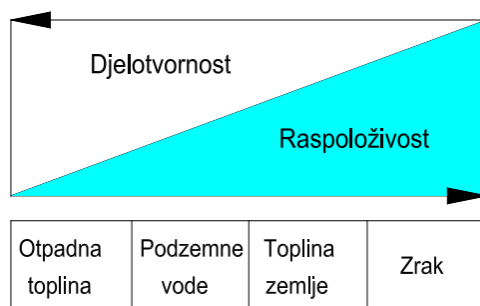 Djelotvornost
Raspoloživost
Otpadna
toplina
Podzemne
vode
Toplina
zemlje
Zrak